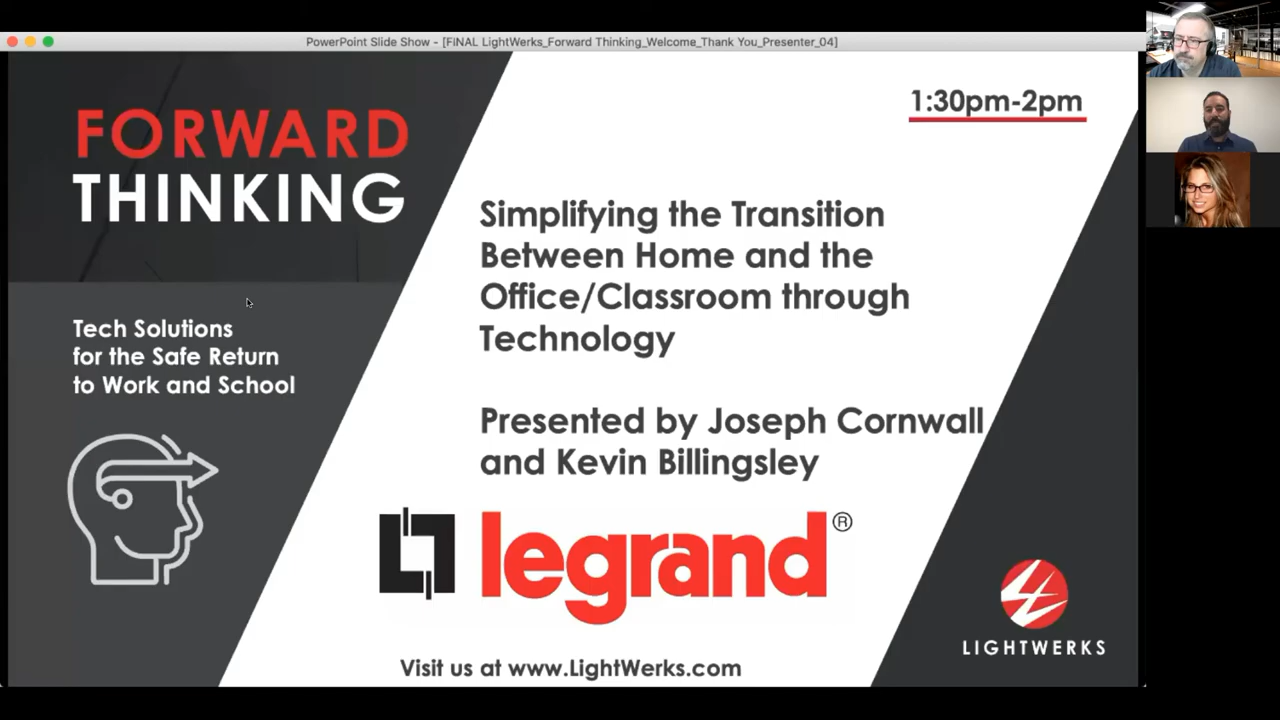 PowerPoint Slide Show - [FiNAL LightWerks_Forward Thinking_Welcome_Thank You_Presenter_04]
FORWARD
THINKING
1:30pm-2pm
Simplifying the Transition
Between Home and the
Office/Classroom through
Technology
Tech Solutions
for the Safe Return
to Work and School
Presented by Joseph Cornwall
and Kevin Billingsley
legrand®
LIGHTWERKS
Visit us at www.LightWerks.com